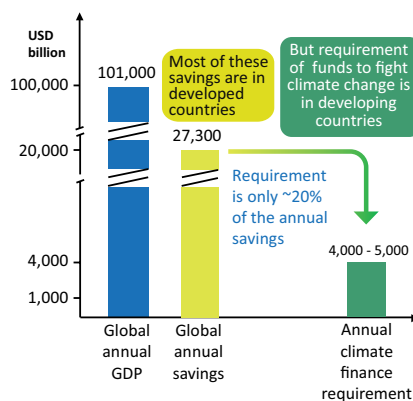 USD
billion
100,000
20,000
4,000
1,000
101,000
Most of these
savings are in
developed
countries
27,300
But requirement
of funds to fight
climate change is
in developing
countries
Requirement
is only ~20%
of the annual
savings
4,000 - 5,000
Global
annual
GDP
Global
annual
savings
Annual
climate
finance
requirement